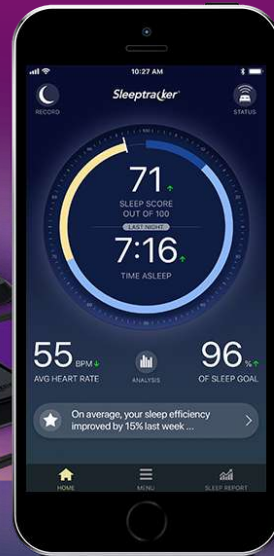 10:27 AM
RECORD
Sleeptracker
STATUS
71
SLEEP SCORE
OUT OF 100
LAST NIGHT
7:16
TIME ASLEEP
55 BPM
AVG HEART RATE
ANALYSIS
96 %
OF SLEEP GOAL
On average, your sleep efficiency
improved by 15% last week ...
HOME
MENU
SLEEP REPORT